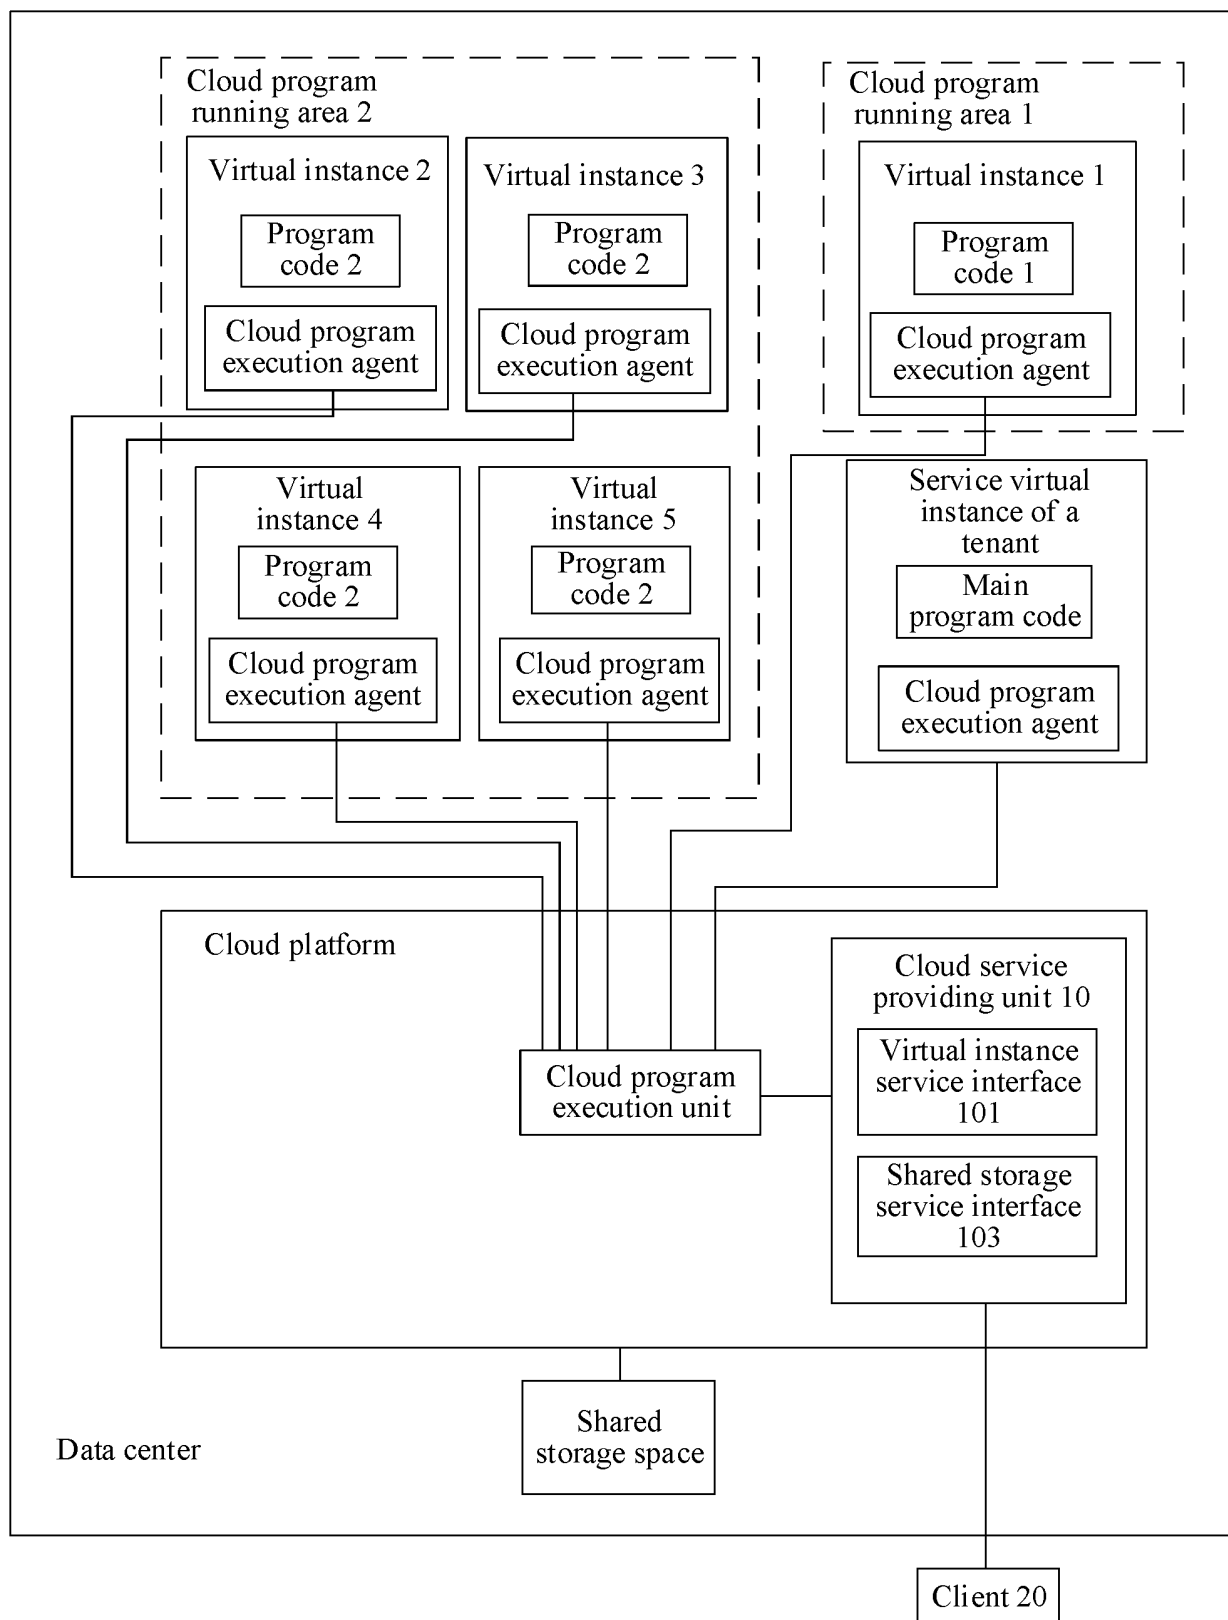 Cloud program
running area 2
Virtual instance 2
Program
code 2
Cloud program
execution agent
Virtual instance 3
Program
code 2
Cloud program
execution agent
Virtual
instance 4
Program
code 2
Cloud program
execution agent
Virtual
instance 5
Program
code 2
Cloud program
execution agent
Cloud program
running area 1
Virtual instance 1
Program
code 1
Cloud program
execution agent
Service virtual
instance of a
tenant
Main
program code
Cloud program
execution agent
Cloud platform
Cloud program
execution unit
Cloud service
providing unit 10
Virtual instance
service interface
101
Shared storage
service interface
103
Shared
storage space
Data center
Client 20